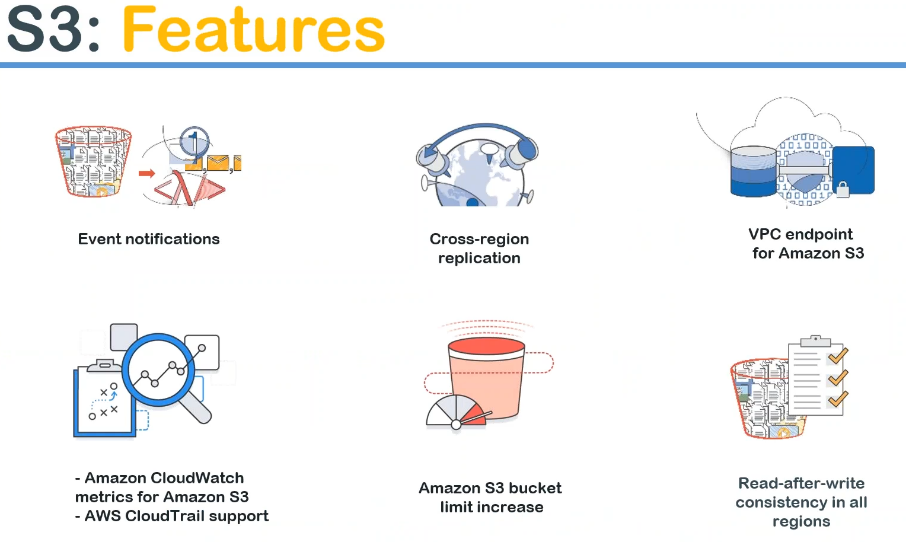 S3: Features
Event notifications
Cross-region
replication
VPC endpoint
for Amazon S3
- Amazon CloudWatch
metrics for Amazon S3
- AWS CloudTrail support
Amazon S3 bucket
limit increase
Read-after-write
consistency in all
regions